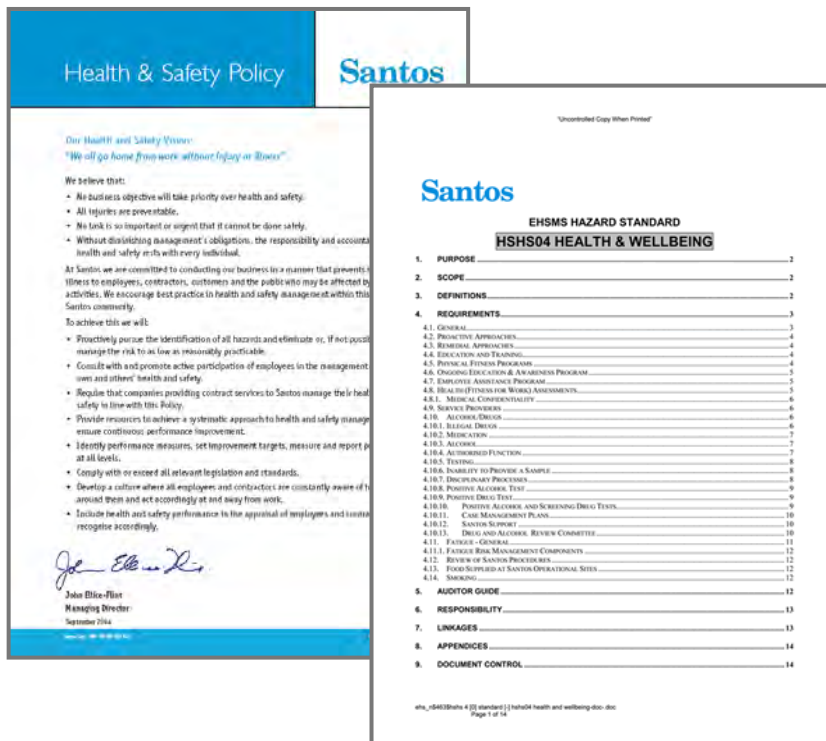 Health & Safety Policy
Santos
Our Health and Safety Vision:
"We all go home from work without injury or illness"
We believe that:
• No business objective will take priority over health and safety.
• All injuries are preventable.
• No task is so important or urgent that it cannot be done safely.
• Without diminishing management's obligations, the responsibility and accounta
health and safety rests with every individual.
At Santos we are committed to conducting our business in a manner that prevents
illness to employees, contractors, customers and the public who may be affected by
activities. We encourage best practice in health and safety management within this
Santos community.
To achieve this we will:
• Proactively pursue the identification of all hazards and eliminate or, if not possi
manage the risk to as low as reasonably practicable.
• Consult with and promote active participation of employees in the management
own and others' health and safety.
• Require that companies providing contract services to Santos manage their heal
safety in line with this Policy.
• Provide resources to achieve a systematic approach to health and safety manage
ensure continuous performance improvement.
• Identify performance measures, set improvement targets, measure and report p
at all levels.
• Comply with or exceed all relevant legislation and standards.
• Develop a culture where all employees and contractors are constantly aware of
around them and act accordingly at and away from work.
• Include health and safety performance in the appraisal of employees and
recognise accordingly.
John Ellice-Flint
Managing Director
September 2004
"Uncontrolled Copy When Printed"
Santos
EHSMS HAZARD STANDARD
HSHS04 HEALTH & WELLBEING
1. PURPOSE 2
2. SCOPE 2
3. DEFINITIONS 2
4. REQUIREMENTS 3
4.1. GENERAL 3
4.2. PROACTIVE APPROACHES 4
4.3. REMEDIAL APPROACHES 4
4.4. EDUCATION AND TRAINING 4
4.5. PHYSICAL FITNESS PROGRAMS 4
4.6. ONGOING EDUCATION & AWARENESS PROGRAM 5
4.7. EMPLOYEE ASSISTANCE PROGRAM 5
4.8. HEALTH (FITNESS FOR WORK) ASSESSMENTS 5
4.8.1. MEDICAL CONFIDENTIALITY 6
4.9. SERVICE PROVIDERS 6
4.10. ALCOHOL/DRUGS 6
4.10.1. ILLEGAL DRUGS 6
4.10.2. MEDICATION 7
4.10.3. ALCOHOL 7
4.10.4. AUTHORISED FUNCTION 7
4.10.5. TESTING 8
4.10.6. INABILITY TO PROVIDE A SAMPLE 8
4.10.7. DISCIPLINARY PROCESSES 8
4.10.8. POSITIVE ALCOHOL TEST 9
4.10.9. POSITIVE DRUG TEST 9
4.10.10. POSITIVE ALCOHOL AND SCREENING DRUG TESTS 9
4.10.11. CASE MANAGEMENT PLANS 10
4.10.12. SANTOS SUPPORT 10
4.10.13. DRUG AND ALCOHOL REVIEW COMMITTEE 10
4.11. FATIGUE - GENERAL 11
4.11.1. FATIGUE RISK MANAGEMENT COMPONENTS 12
4.12. REVIEW OF SANTOS PROCEDURES 12
4.13. FOOD SUPPLIED AT SANTOS OPERATIONAL SITES 12
4.14. SMOKING 12
5. AUDITOR GUIDE 12
6. RESPONSIBILITY 13
7. LINKAGES 13
8. APPENDICES 14
9. DOCUMENT CONTROL 14
ehs_n$463$hshs 4 [0] standard [-] hshs04 health and wellbeing-doc-.doc
Page 1 of 14